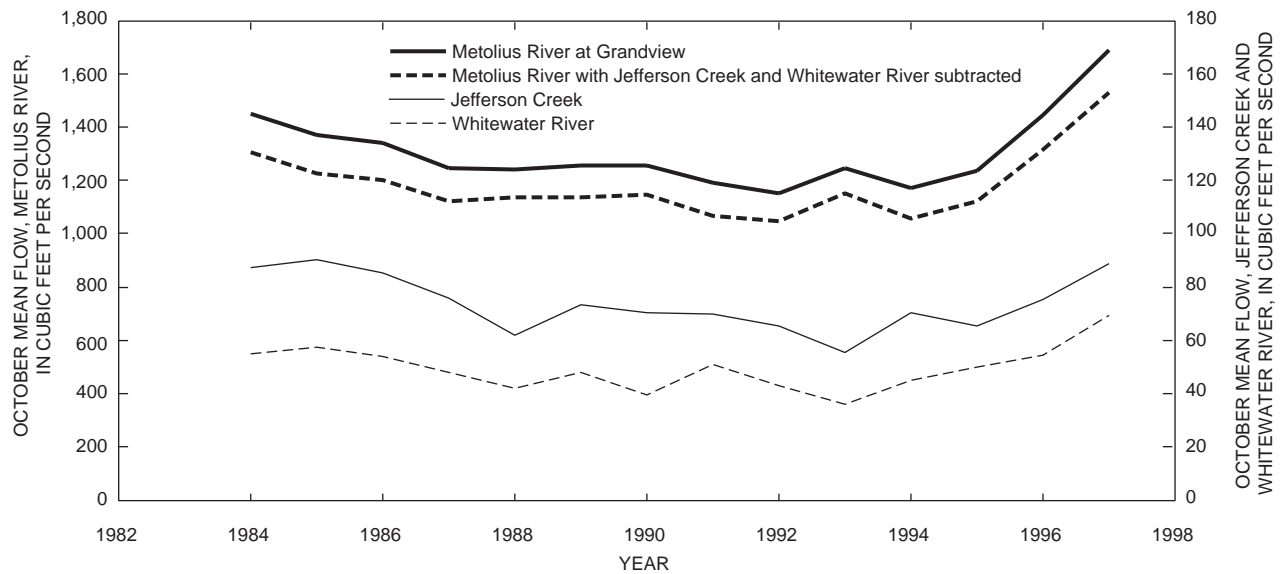 OCTOBER MEAN FLOW, METOLIUS RIVER,
IN CUBIC FEET PER SECOND
1,800
1,600
1,400
1,200
1,000
800
600
400
200
0
Metolius River at Grandview
Metolius River with Jefferson Creek and Whitewater River subtracted
Jefferson Creek
Whitewater River
180
160
140
120
100
80
60
40
20
0
OCTOBER MEAN FLOW, JEFFERSON CREEK AND
WHITEWATER RIVER, IN CUBIC FEET PER SECOND
1982 1984 1986 1988 1990 1992 1994 1996 1998
YEAR